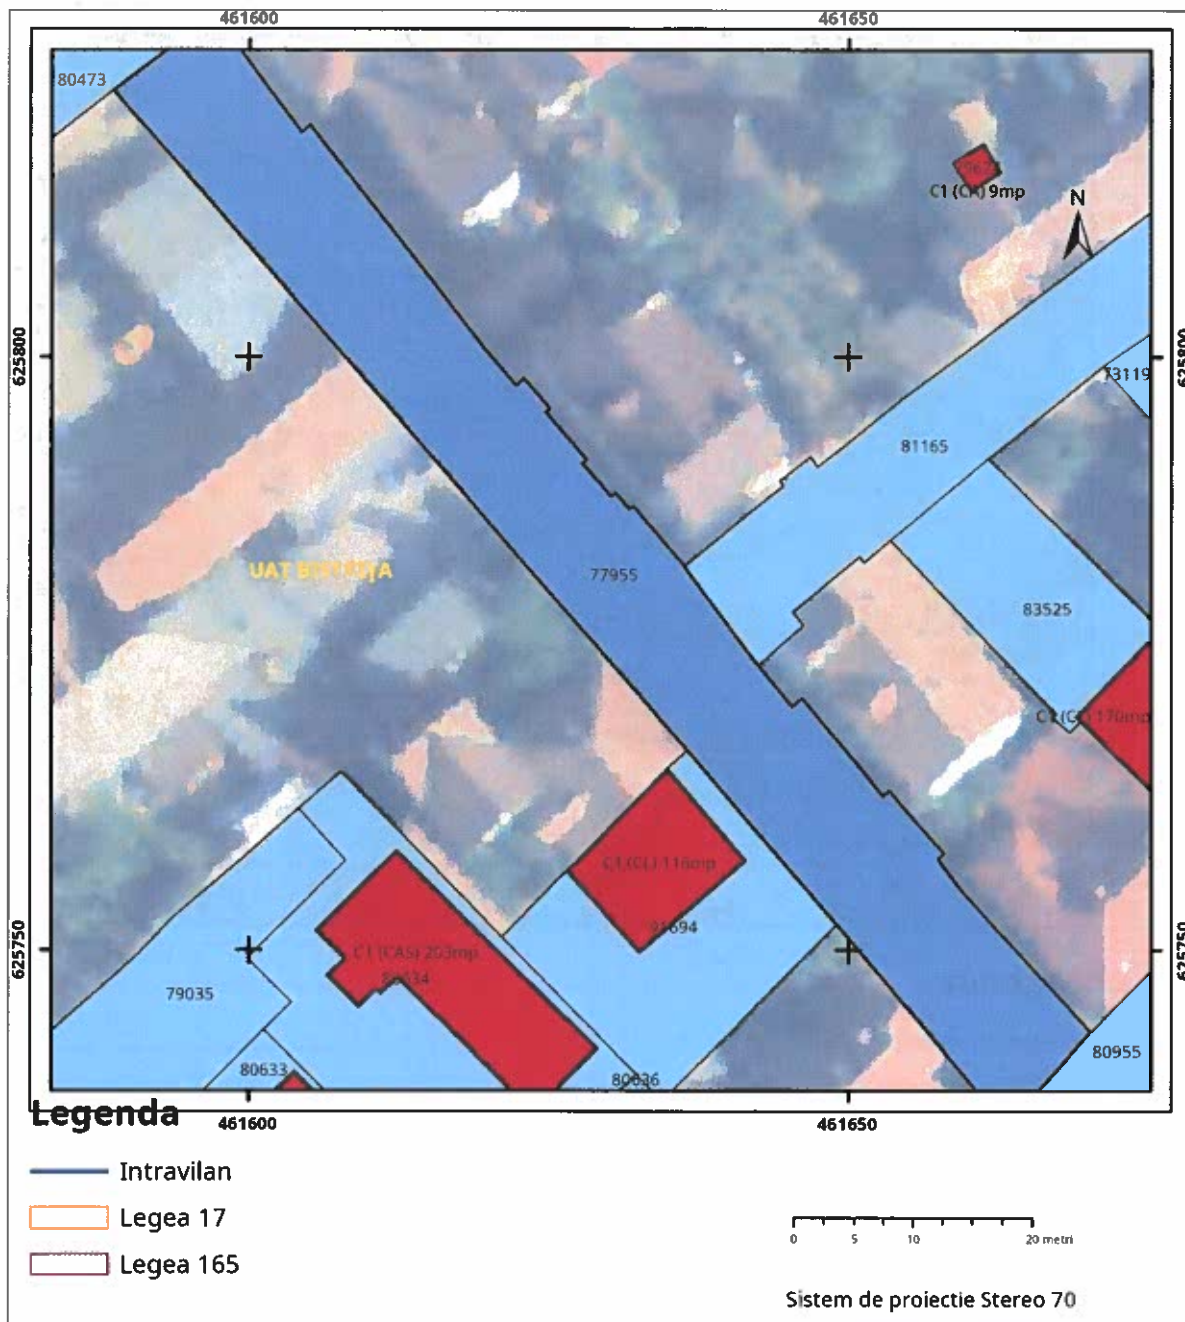 461600
461650
80473
C1 9mp
N
625800
625800
73119
81165
UAT
77955
83525
C1 170mp
C1 (CL) 116mp
91694
C1 (CAS) 203mp
80634
625750
625750
79035
80633
80636
80955
Legenda
461600
461650
Intravilan
Legea 17
Legea 165
0 5 10 20 metri
Sistem de proiectie Stereo 70